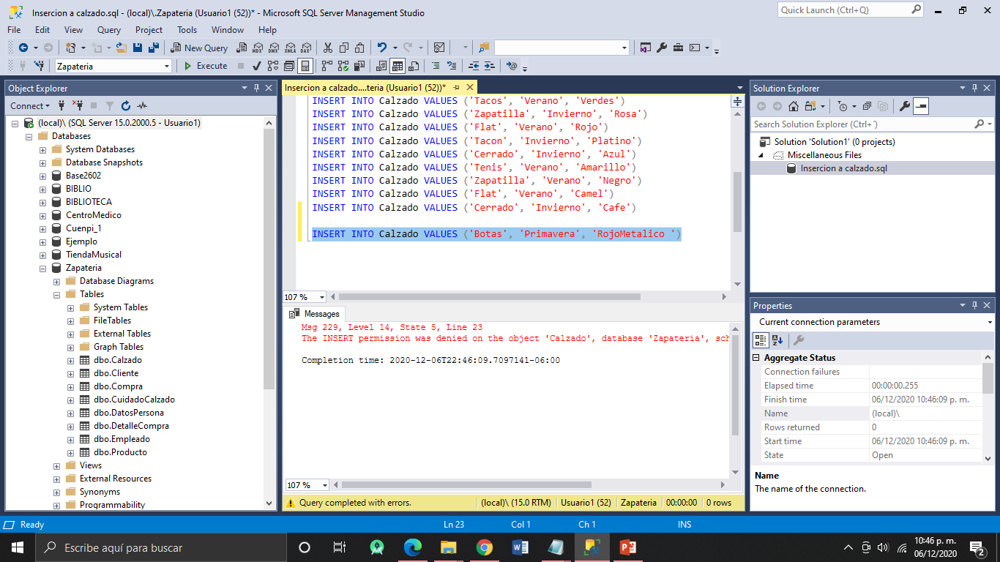 Insercion a calzado.sql - (local)\.Zapateria (Usuario1 (52))* - Microsoft SQL Server Management Studio
Quick Launch (Ctrl+Q)
File Edit View Query Project Tools Window Help
New Query
MDX DMX XMLA DAX
Zapateria
Execute
Object Explorer
Connect
(local)\ (SQL Server 15.0.2000.5 - Usuario1)
Databases
System Databases
Database Snapshots
Base2602
BIBLIO
BIBLIOTECA
CentroMedico
Cuenpi_1
Ejemplo
TiendaMusical
Zapateria
Database Diagrams
Tables
System Tables
FileTables
External Tables
Graph Tables
dbo.Calzado
dbo.Cliente
dbo.Compra
dbo.CuidadoCalzado
dbo.DatosPersona
dbo.DetalleCompra
dbo.Empleado
dbo.Producto
Views
External Resources
Synonyms
Programmability
Insercion a calzado....teria (Usuario1 (52))*
INSERT INTO Calzado VALUES ('Tacos', 'Verano', 'Verdes')
INSERT INTO Calzado VALUES ('Zapatilla', 'Invierno', 'Rosa')
INSERT INTO Calzado VALUES ('Flat', 'Verano', 'Rojo')
INSERT INTO Calzado VALUES ('Tacon', 'Invierno', 'Platino')
INSERT INTO Calzado VALUES ('Cerrado', 'Invierno', 'Azul')
INSERT INTO Calzado VALUES ('Tenis', 'Verano', 'Amarillo')
INSERT INTO Calzado VALUES ('Zapatilla', 'Verano', 'Negro')
INSERT INTO Calzado VALUES ('Flat', 'Verano', 'Camel')
INSERT INTO Calzado VALUES ('Cerrado', 'Invierno', 'Cafe')
INSERT INTO Calzado VALUES ('Botas', 'Primavera', 'RojoMetalico ')
107 %
Messages
Msg 229, Level 14, State 5, Line 23
The INSERT permission was denied on the object 'Calzado', database 'Zapateria', sch
Completion time: 2020-12-06T22:46:09.7097141-06:00
107 %
Query completed with errors.
(local)\ (15.0 RTM) Usuario1 (52) Zapateria 00:00:00 0 rows
Solution Explorer
Search Solution Explorer (Ctrl+´)
Solution 'Solution1' (0 projects)
Miscellaneous Files
Insercion a calzado.sql
Properties
Current connection parameters
Aggregate Status
Connection failures
Elapsed time 00:00:00.255
Finish time 06/12/2020 10:46:09 p. m.
Name (local)\
Rows returned 0
Start time 06/12/2020 10:46:09 p. m.
State Open
Name
The name of the connection.
Ready
Ln 23 Col 1 Ch 1 INS
Escribe aquí para buscar
10:46 p. m.
06/12/2020
2